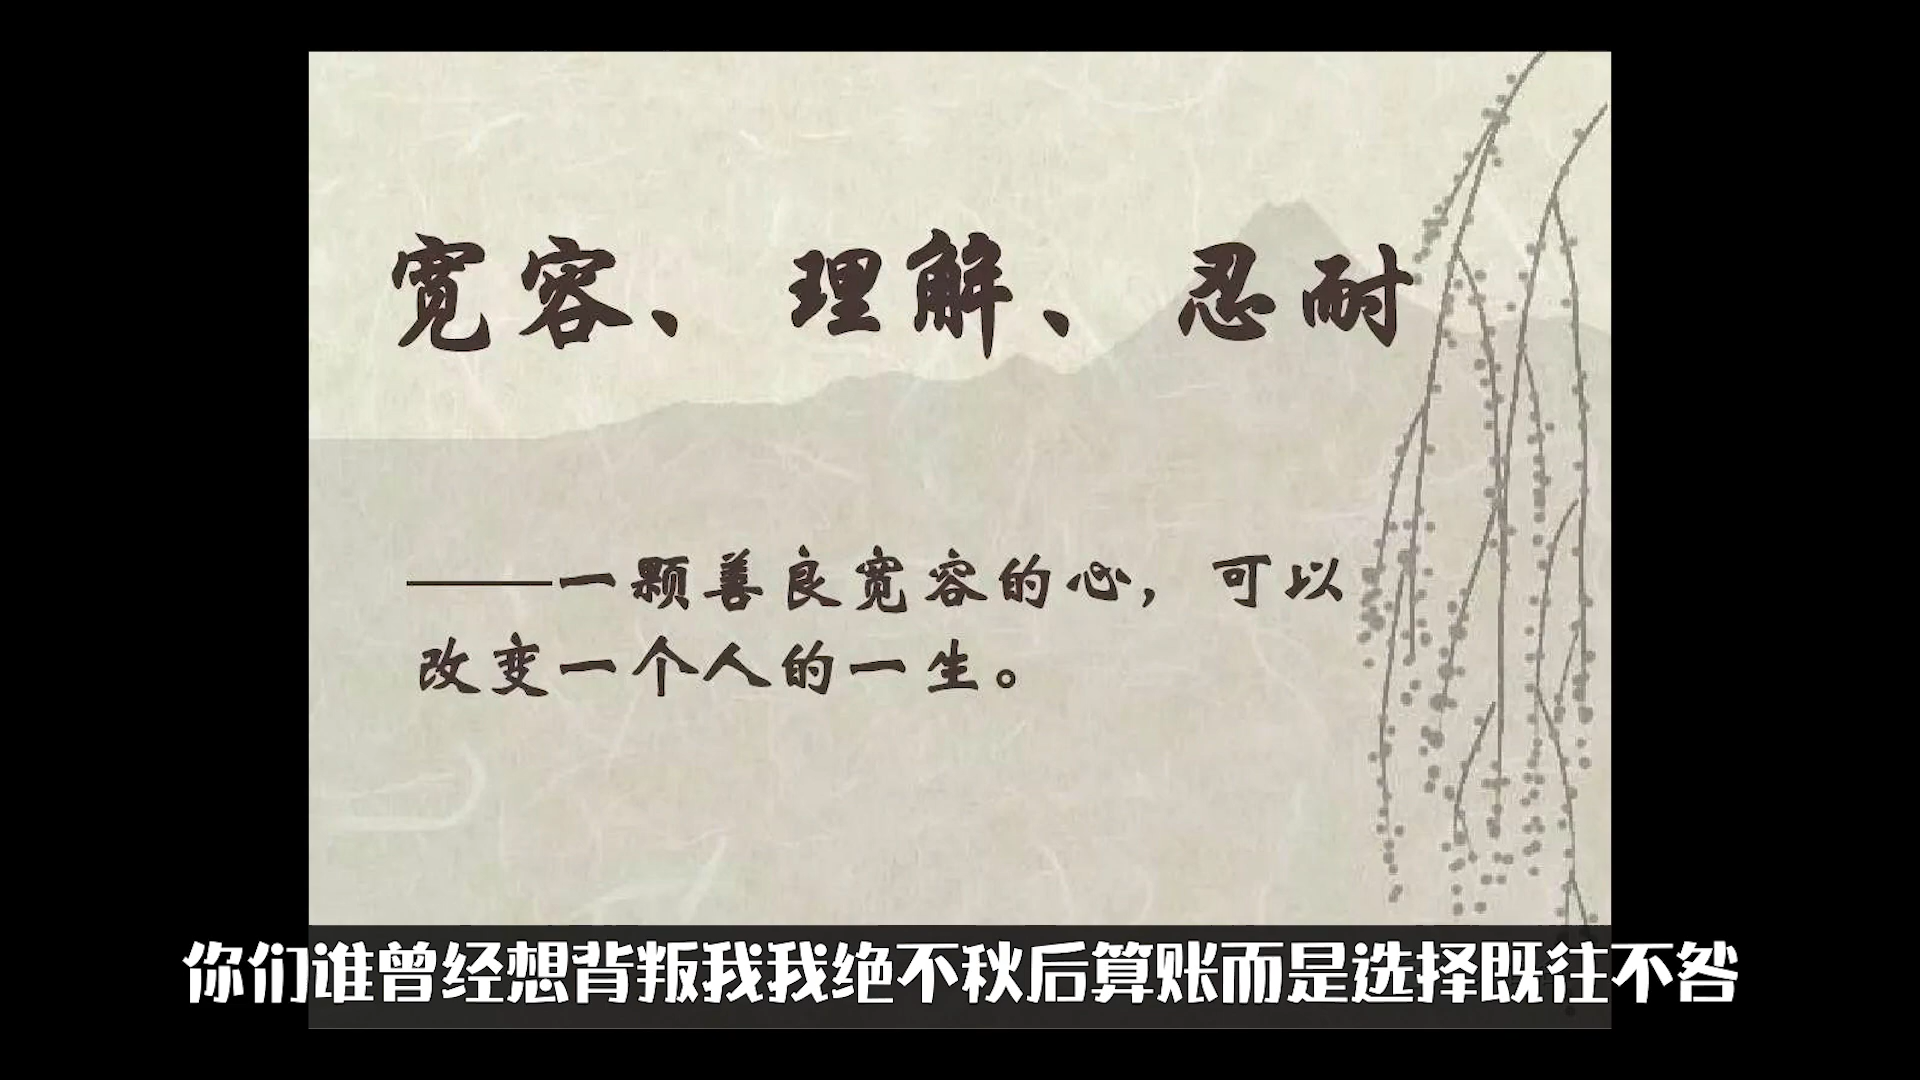 宽容、理解、忍耐
——一颗善良宽容的心，可以
改变一个人的一生。
你们谁曾经想背叛我我绝不秋后算账而是选择既往不咎